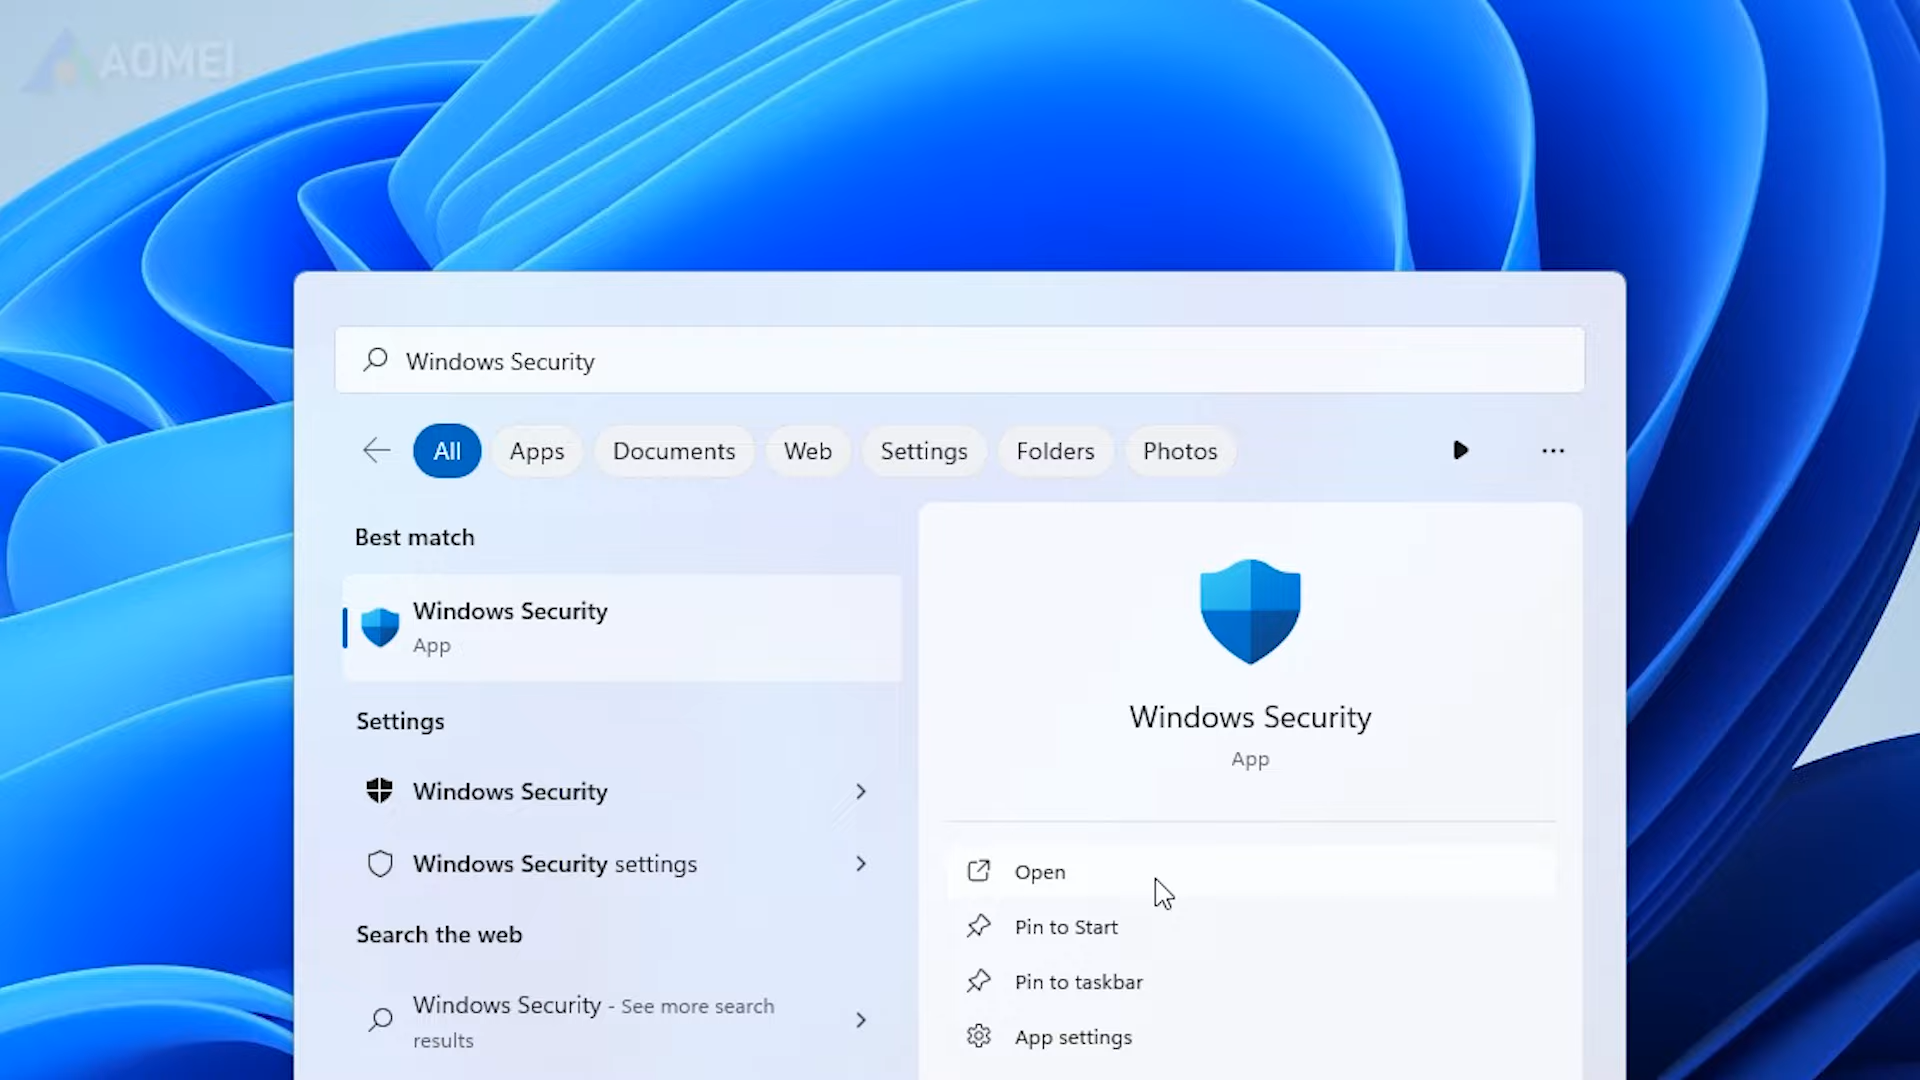 AOMEI
Windows Security
All Apps Documents Web Settings Folders Photos
Best match
Windows Security
App
Settings
Windows Security
Windows Security settings
Search the web
Windows Security - See more search
results
Windows Security
App
Open
Pin to Start
Pin to taskbar
App settings